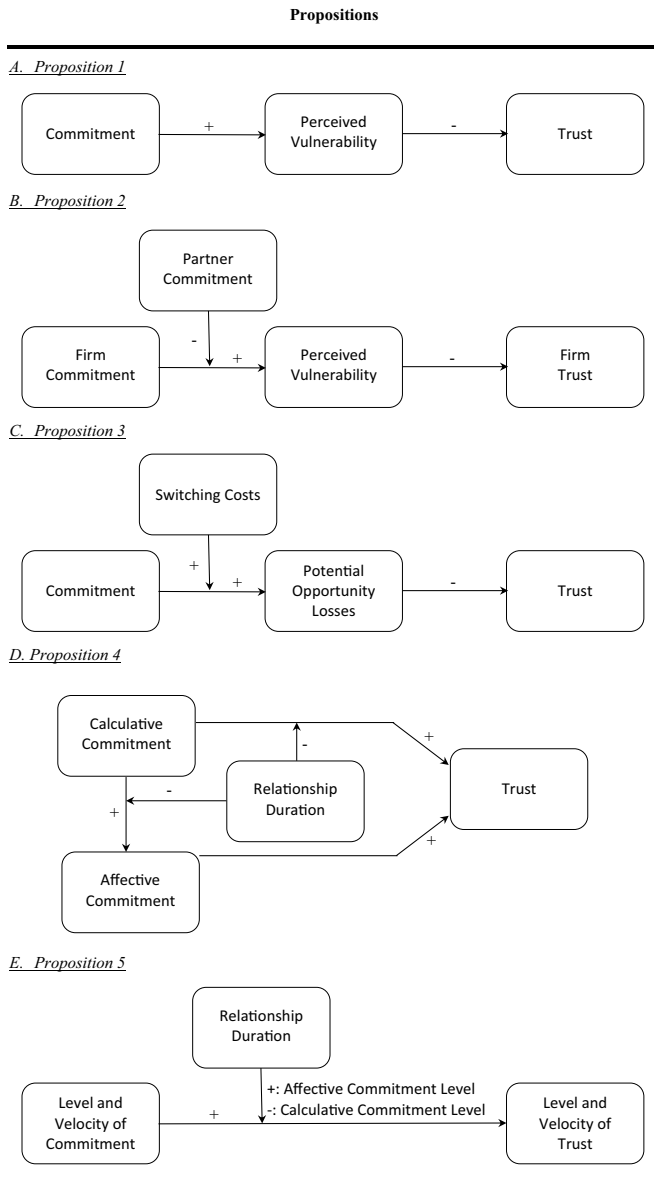 Propositions
A. Proposition 1
Commitment
+
Perceived
Vulnerability
-
Trust
B. Proposition 2
Partner
Commitment
-
Firm
Commitment
+
Perceived
Vulnerability
-
Firm
Trust
C. Proposition 3
Switching Costs
+
Commitment
+
Potential
Opportunity
Losses
-
Trust
D. Proposition 4
Calculative
Commitment
+
-
Relationship
Duration
-
+
Trust
Affective
Commitment
+
E. Proposition 5
Relationship
Duration
+: Affective Commitment Level
-: Calculative Commitment Level
Level and
Velocity of
Commitment
+
Level and
Velocity of
Trust